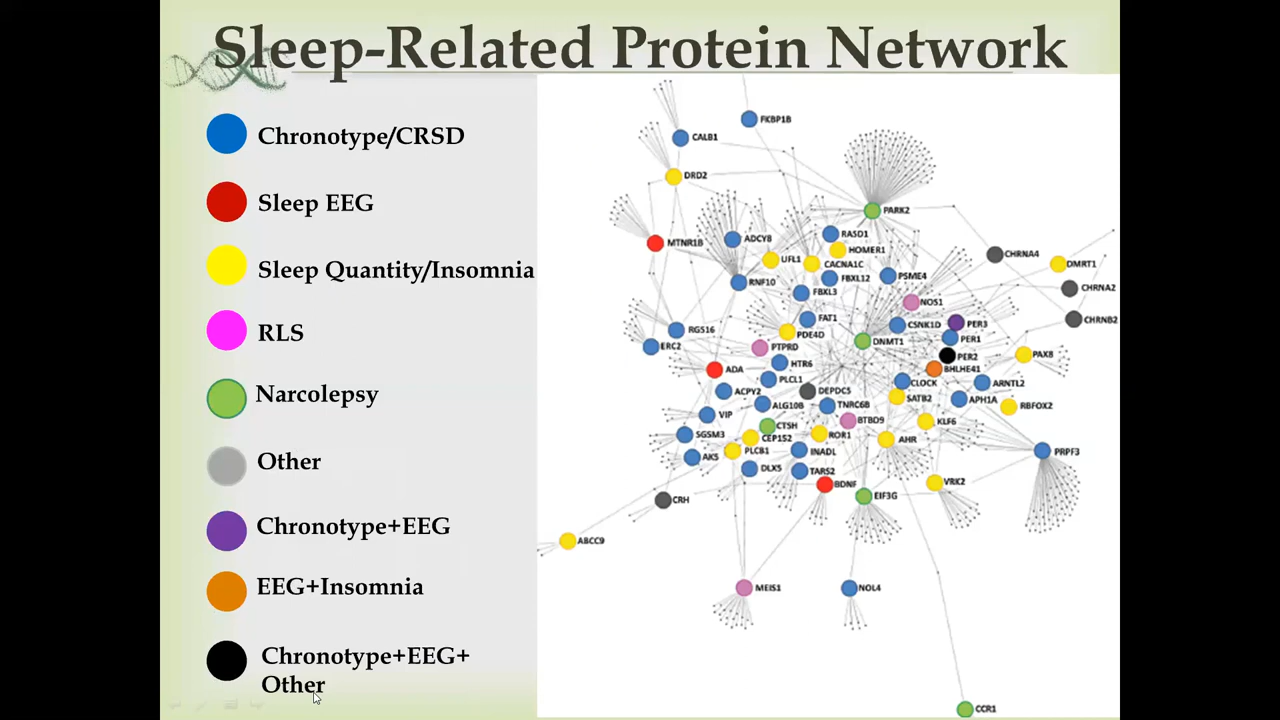 Sleep-Related Protein Network
Chronotype/CRSD
Sleep EEG
Sleep Quantity/Insomnia
RLS
Narcolepsy
Other
Chronotype+EEG
EEG+Insomnia
Chronotype+EEG+
Other
FKBP1B
CALB1
DRD2
PARK2
MTNR1B
ADCY8
RASD1
HOMER1
UFL1
CACNA1C
CHRNA4
DMRT1
RNF10
FBXL12
PSME4
CHRNA2
FBXL3
NOS1
CHRNB2
FAT1
CSNK1D
PER3
RGS16
PDE4D
PER1
ERC2
PTPRD
DNMT1
PER2
PAX8
ADA
HTR6
BHLHE41
PLCL1
CLOCK
ARNTL2
ACPY2
DEPDC5
SATB2
APH1A
ALG10B
TNRC6B
RBFOX2
VIP
BTBD9
KLF6
CTSH
SGSM3
CEP152
ROR1
AHR
PLCB1
INADL
PRPF3
AK5
DLX5
TARS2
BDNF
VRK2
CRH
EIF3G
ABCC9
MEIS1
NOL4
CCR1